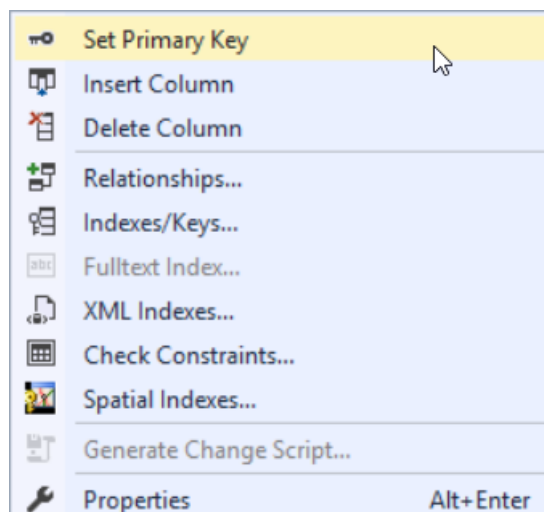 Set Primary Key
Insert Column
Delete Column
Relationships...
Indexes/Keys...
abc
Fulltext Index...
XML Indexes...
Check Constraints...
Spatial Indexes...
Generate Change Script...
Properties Alt+Enter